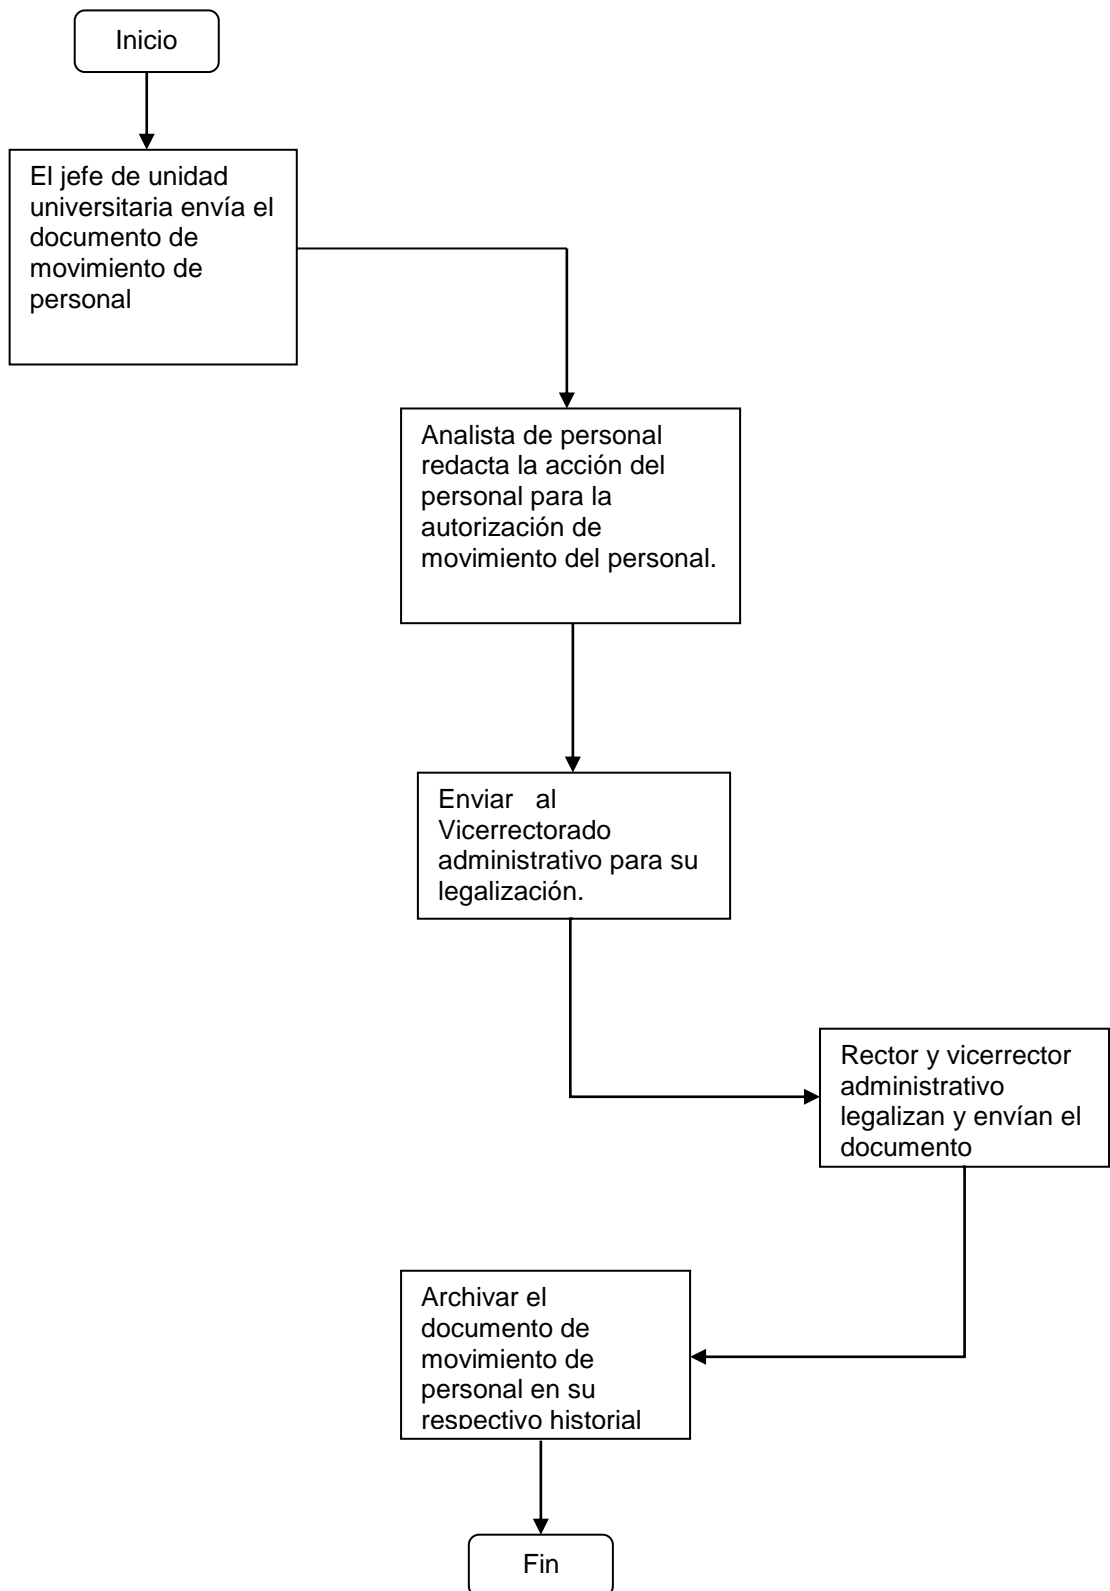 Inicio
El jefe de unidad
universitaria envía el
documento de
movimiento de
personal
Analista de personal
redacta la acción del
personal para la
autorización de
movimiento del personal.
Enviar al
Vicerrectorado
administrativo para su
legalización.
Rector y vicerrector
administrativo
legalizan y envían el
documento
Archivar el
documento de
movimiento de
personal en su
respectivo historial
Fin